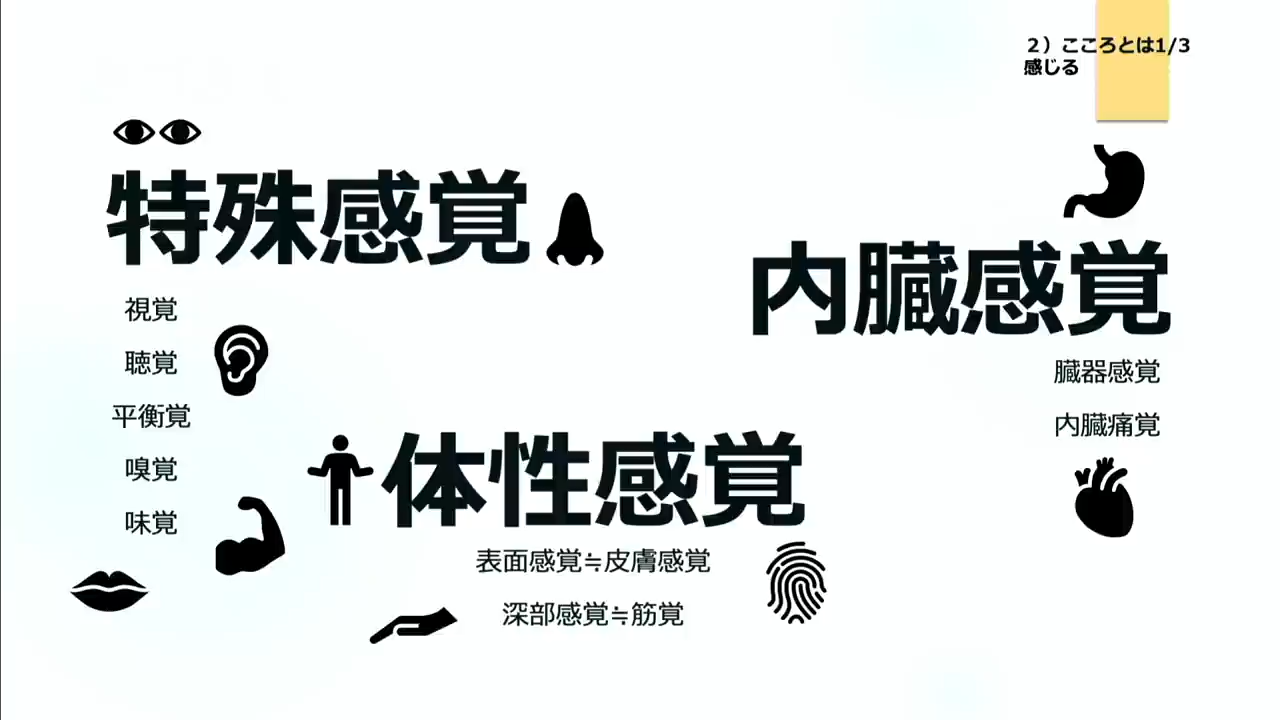 ２）こころとは1/3
感じる
特殊感覚
視覚
聴覚
平衡覚
嗅覚
味覚
内臓感覚
臓器感覚
内臓痛覚
体性感覚
表面感覚≒皮膚感覚
深部感覚≒筋覚